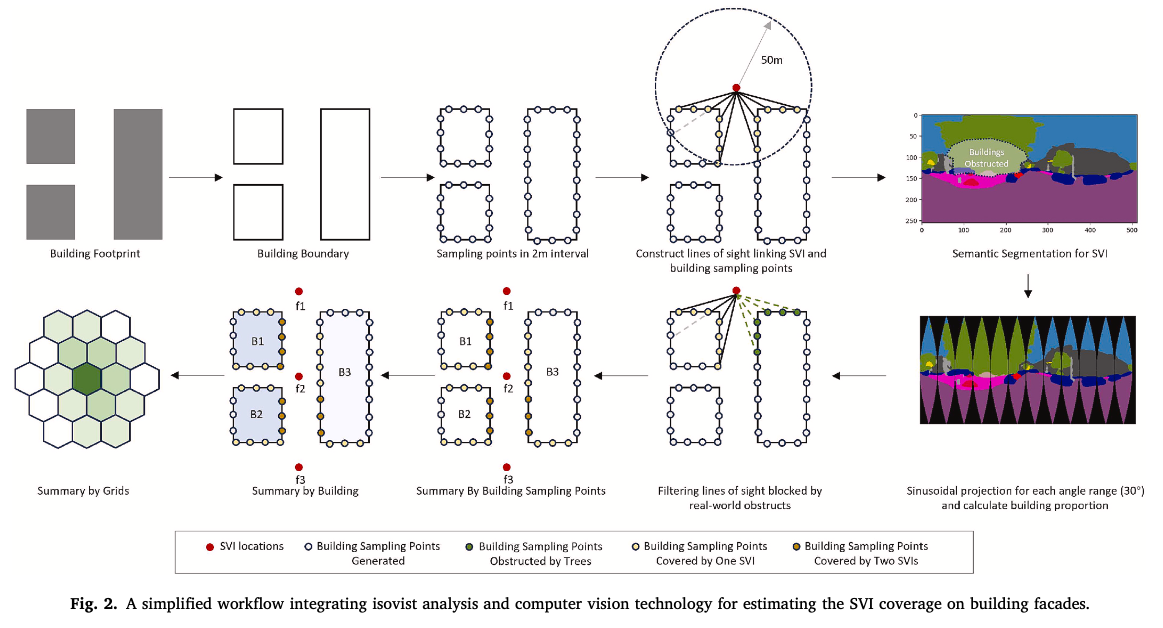 50m
Buildings
Obstructed
0
50
100
150
200
250
0
100
200
300
400
500
Building Footprint
Building Boundary
Sampling points in 2m interval
Construct lines of sight linking SVI and
building sampling points
Semantic Segmentation for SVI
f1
f2
f3
B1
B2
B3
f1
f2
f3
B1
B2
B3
Summary by Grids
Summary by Building
Summary By Building Sampling Points
Filtering lines of sight blocked by
real-world obstructs
Sinusoidal projection for each angle range (30°)
and calculate building proportion
SVI locations
Building Sampling Points
Generated
Building Sampling Points
Obstructed by Trees
Building Sampling Points
Covered by One SVI
Building Sampling Points
Covered by Two SVIs
Fig. 2. A simplified workflow integrating isovist analysis and computer vision technology for estimating the SVI coverage on building facades.